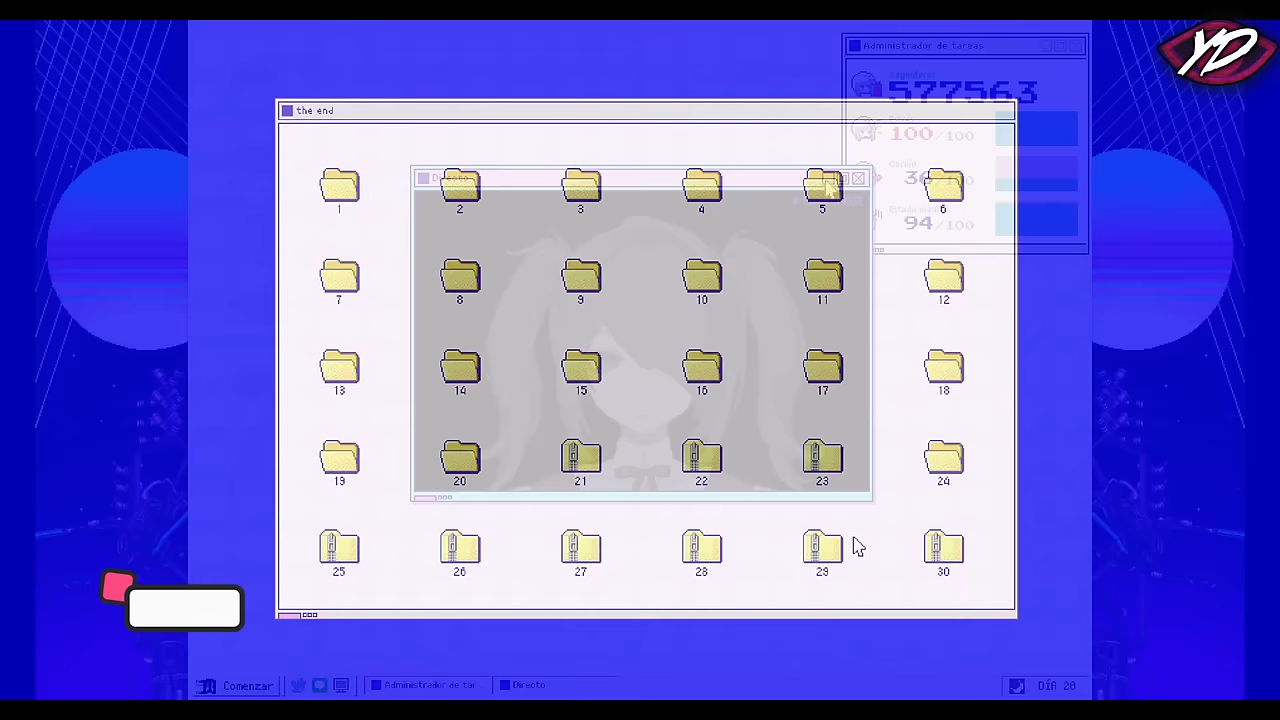 YD
Administrador de tareas
577563
100/100
the end
94/100
1 2 3 4 5 6
7 8 9 10 11 12
13 14 15 16 17 18
19 20 21 22 23 24
25 26 27 28 29 30
Comenzar
Administrador de tar
Directo
DÍA 20